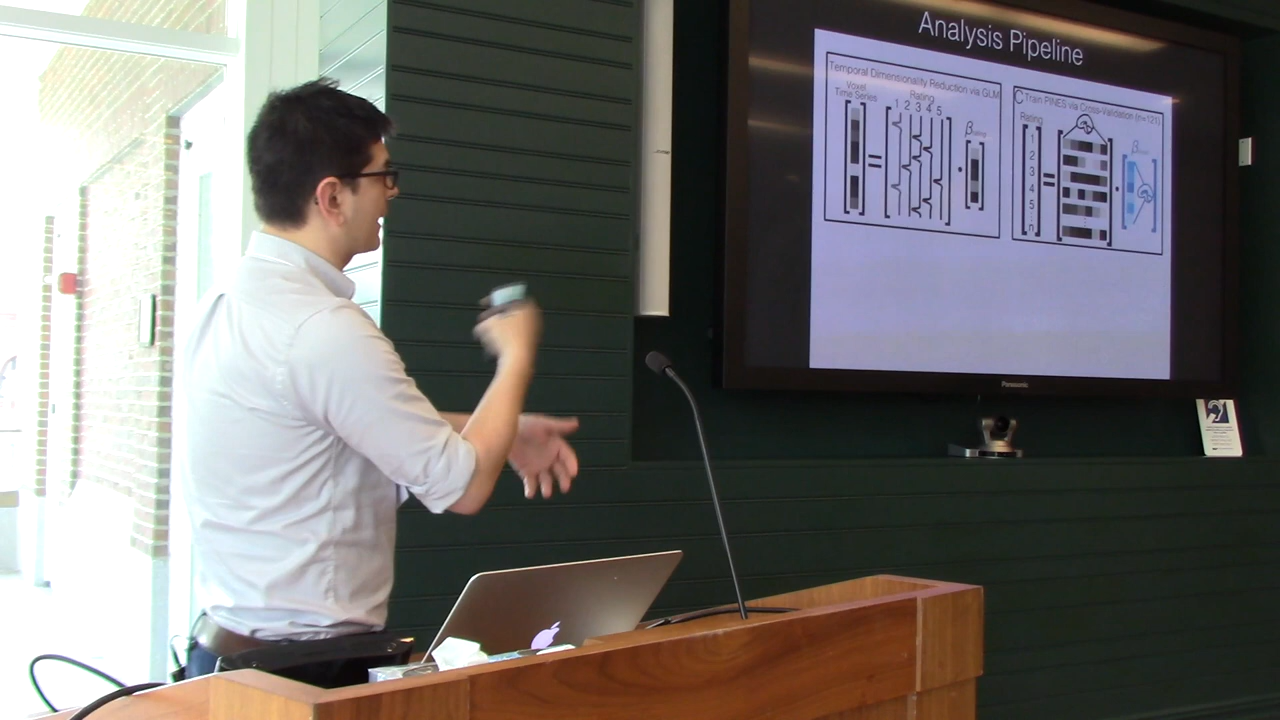 Analysis Pipeline
Temporal Dimensionality Reduction via GLM
Voxel
Time Series
Rating
1 2 3 4 5
β
C Train PINES via Cross-Validation (n=121)
Rating
1
2
3
4
5
n
β
Panasonic